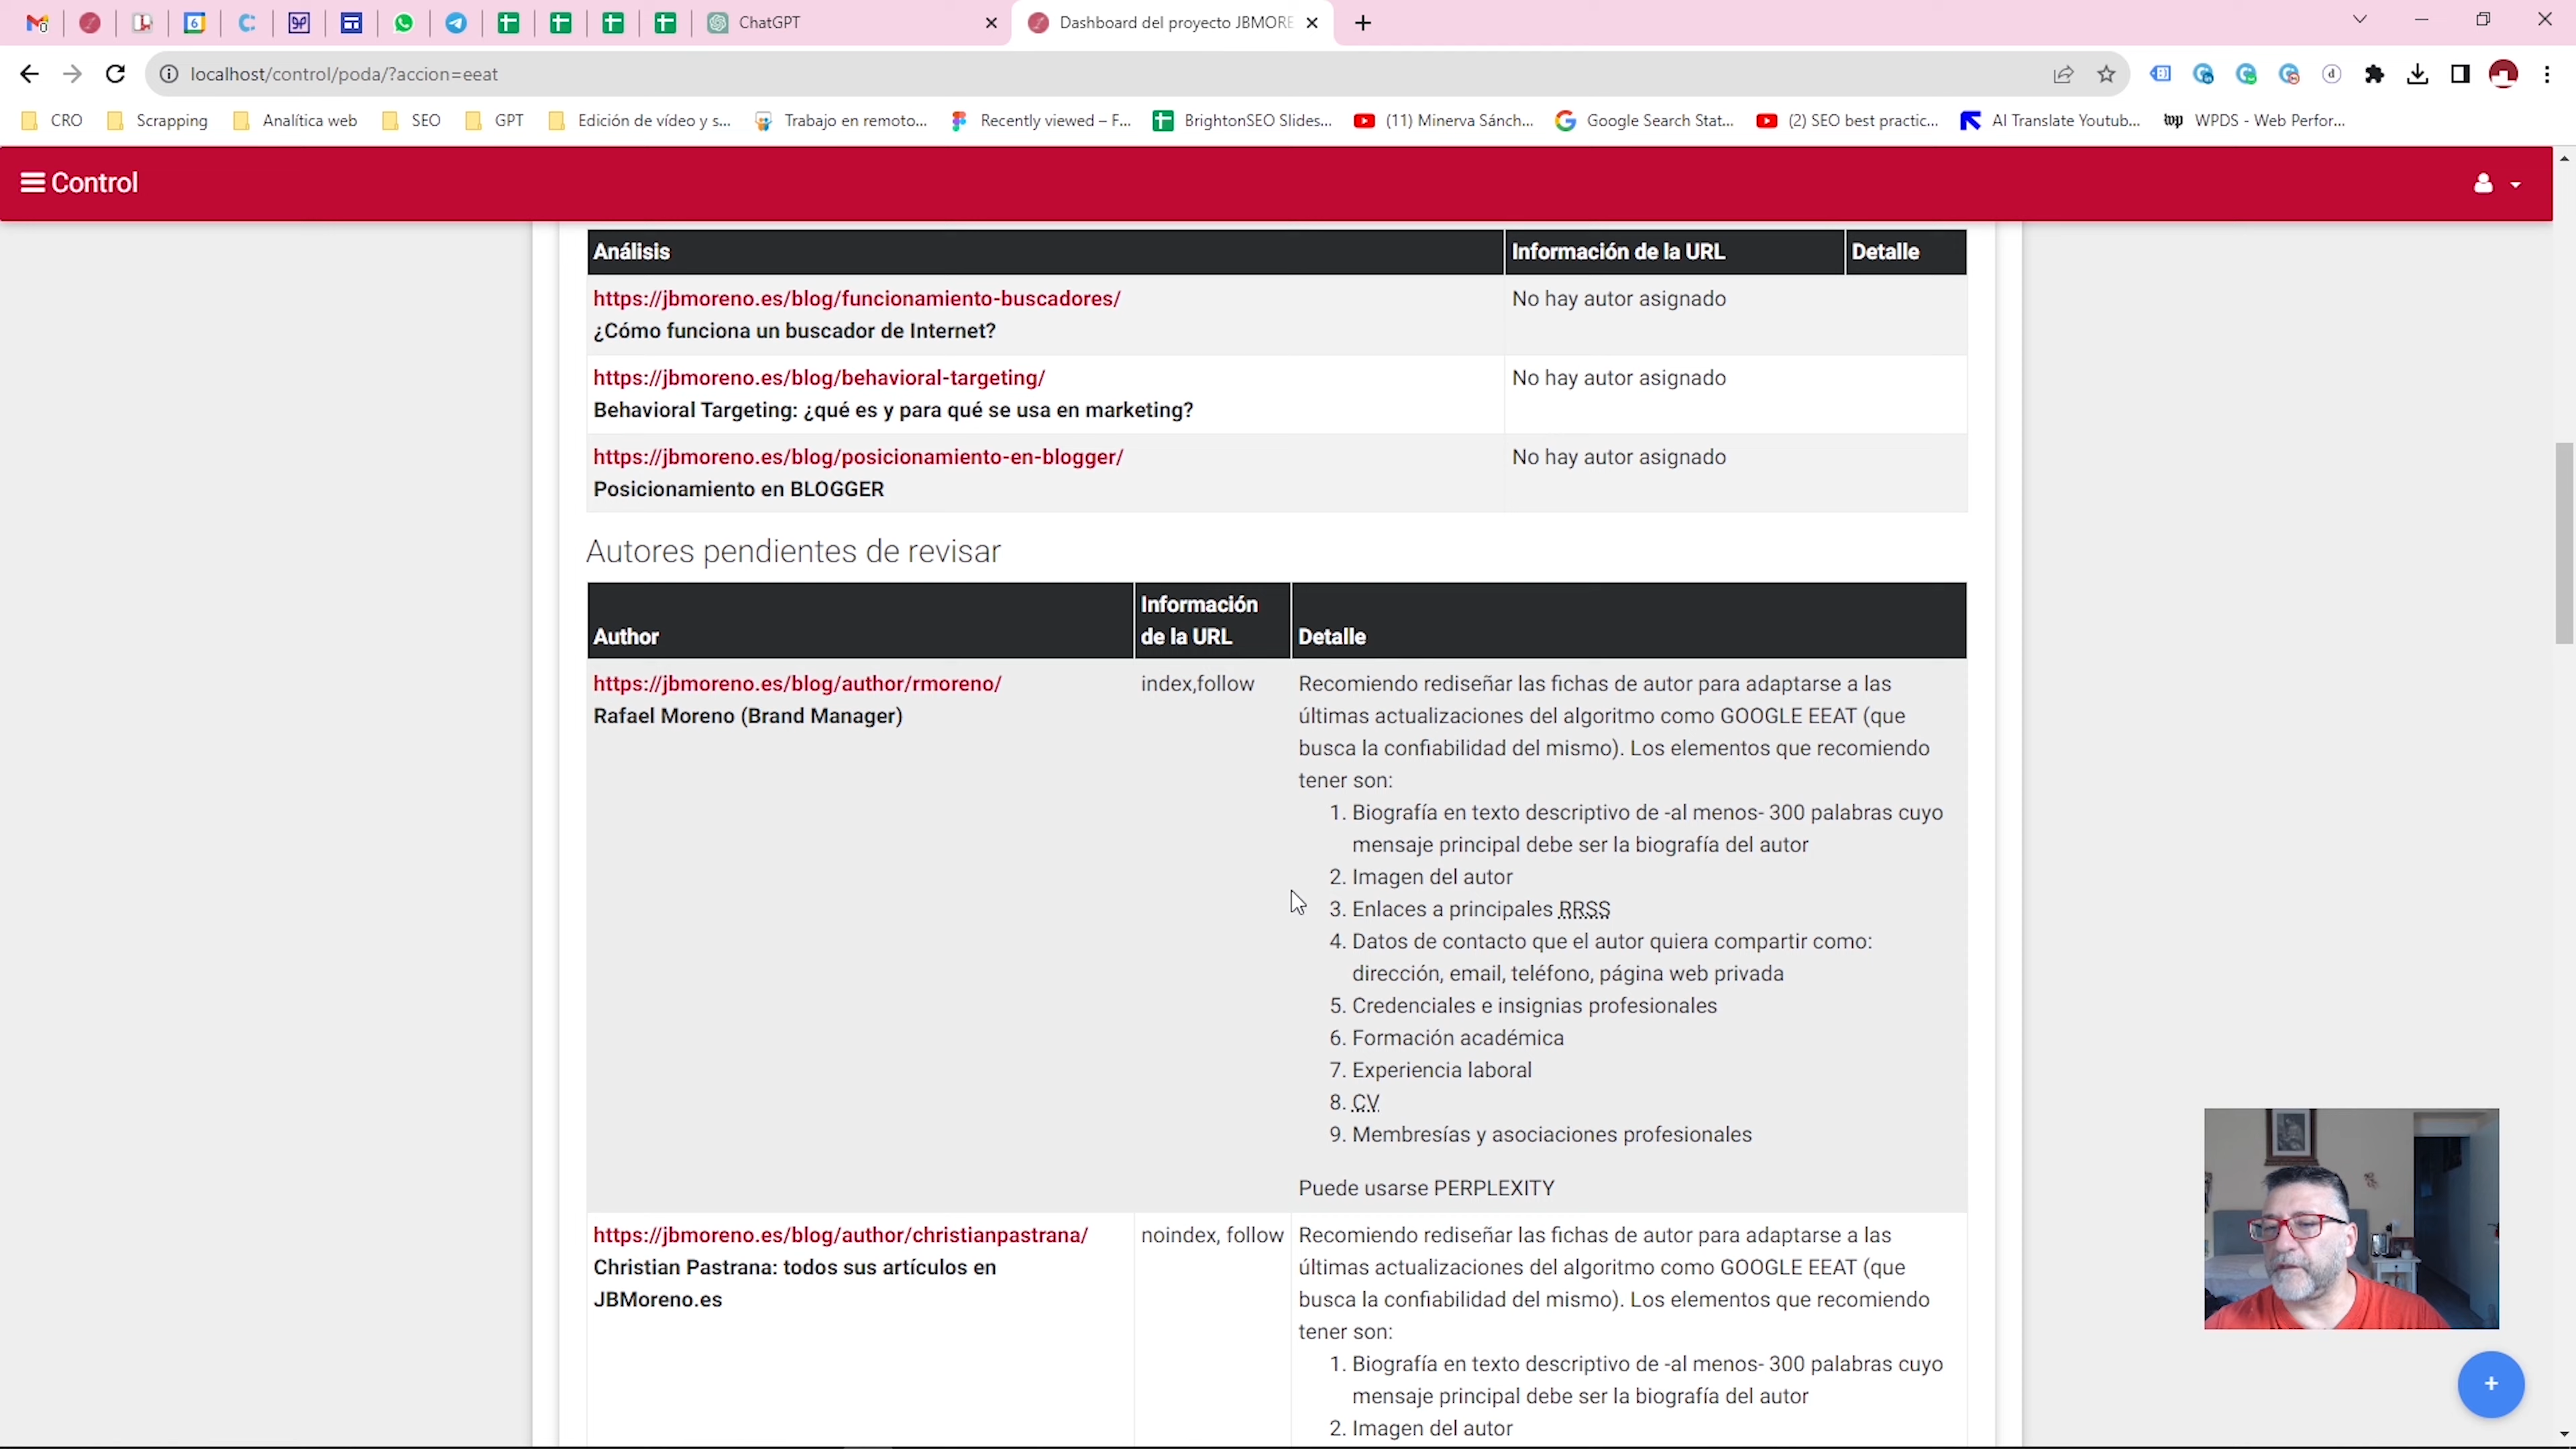 ChatGPT
Dashboard del proyecto JBMORE
localhost/control/poda/?accion=eeat
CRO
Scrapping
Analítica web
SEO
GPT
Edición de vídeo y s...
Trabajo en remoto...
Recently viewed – F...
BrightonSEO Slides...
(11) Minerva Sánch...
Google Search Stat...
(2) SEO best practic...
AI Translate Youtub...
WPDS - Web Perfor...
Control
Análisis
Información de la URL
Detalle
https://jbmoreno.es/blog/funcionamiento-buscadores/
No hay autor asignado
¿Cómo funciona un buscador de Internet?
https://jbmoreno.es/blog/behavioral-targeting/
No hay autor asignado
Behavioral Targeting: ¿qué es y para qué se usa en marketing?
https://jbmoreno.es/blog/posicionamiento-en-blogger/
No hay autor asignado
Posicionamiento en BLOGGER
Autores pendientes de revisar
Author
Información
de la URL
Detalle
https://jbmoreno.es/blog/author/rmoreno/
Rafael Moreno (Brand Manager)
index,follow
Recomiendo rediseñar las fichas de autor para adaptarse a las
últimas actualizaciones del algoritmo como GOOGLE EEAT (que
busca la confiabilidad del mismo). Los elementos que recomiendo
tener son:
1. Biografía en texto descriptivo de -al menos- 300 palabras cuyo
mensaje principal debe ser la biografía del autor
2. Imagen del autor
3. Enlaces a principales RRSS
4. Datos de contacto que el autor quiera compartir como:
dirección, email, teléfono, página web privada
5. Credenciales e insignias profesionales
6. Formación académica
7. Experiencia laboral
8. CV
9. Membresías y asociaciones profesionales
Puede usarse PERPLEXITY
https://jbmoreno.es/blog/author/christianpastrana/
Christian Pastrana: todos sus artículos en
JBMoreno.es
noindex, follow
Recomiendo rediseñar las fichas de autor para adaptarse a las
últimas actualizaciones del algoritmo como GOOGLE EEAT (que
busca la confiabilidad del mismo). Los elementos que recomiendo
tener son:
1. Biografía en texto descriptivo de -al menos- 300 palabras cuyo
mensaje principal debe ser la biografía del autor
2. Imagen del autor